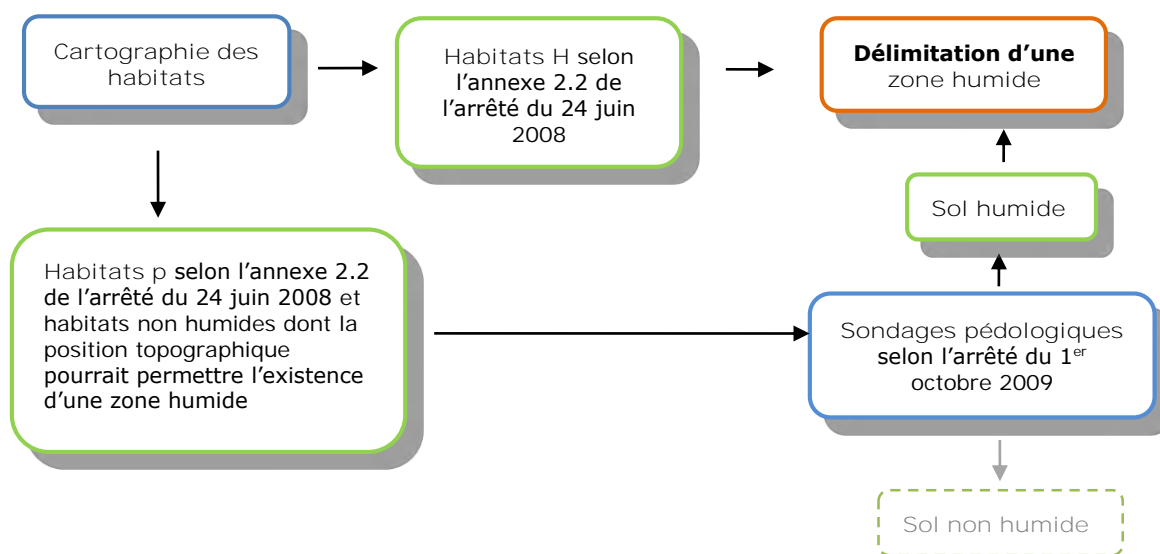 Cartographie des
habitats
Habitats H selon
l’annexe 2.2 de
l’arrêté du 24 juin
2008
Délimitation d’une
zone humide
Sol humide
Habitats p selon l’annexe 2.2
de l’arrêté du 24 juin 2008 et
habitats non humides dont la
position topographique
pourrait permettre l’existence
d’une zone humide
Sondages pédologiques
selon l’arrêté du 1er
octobre 2009
Sol non humide